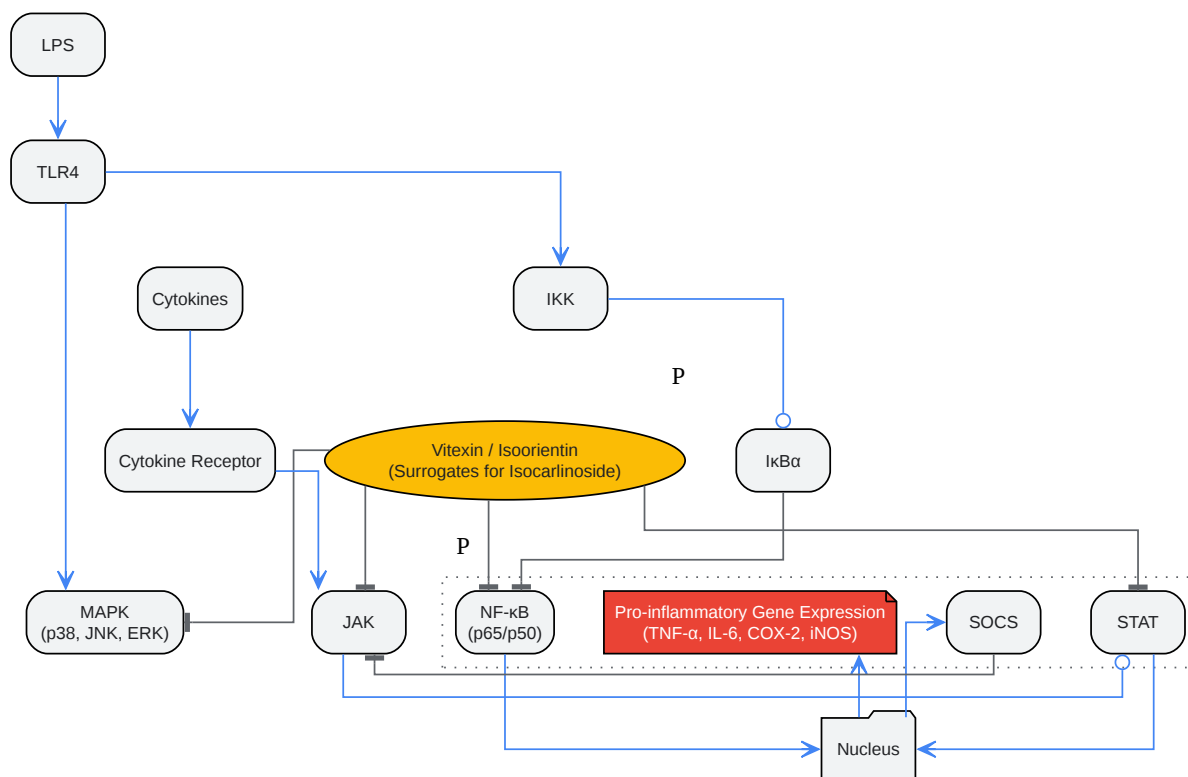 LPS
TLR4
Cytokines
IKK
P
Cytokine Receptor
Vitexin / Isoorientin
(Surrogates for Isocarlinoside)
IκBα
P
MAPK
(p38, JNK, ERK)
JAK
NF-κB
(p65/p50)
Pro-inflammatory Gene Expression
(TNF-α, IL-6, COX-2, iNOS)
SOCS
STAT
Nucleus